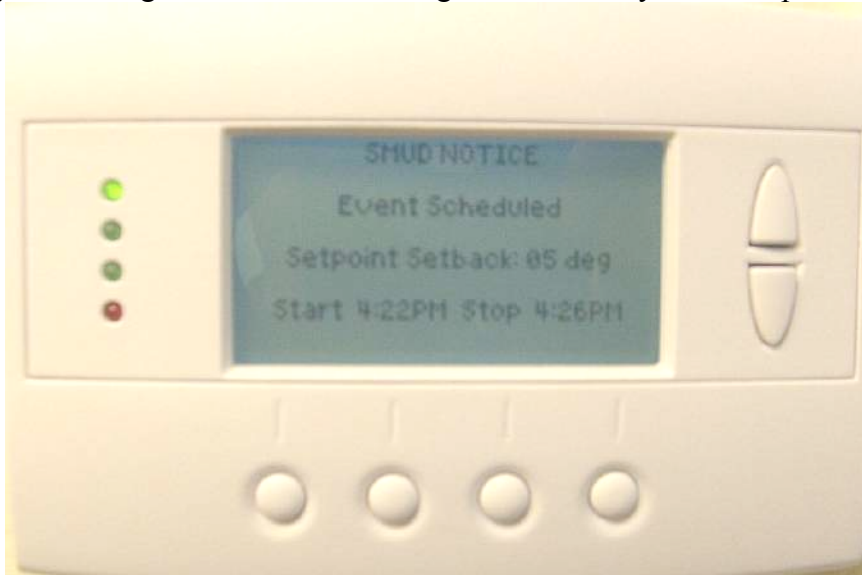 SMUD NOTICE
Event Scheduled
Setpoint Setback: 05 deg
Start 4:22PM Stop 4:26PM